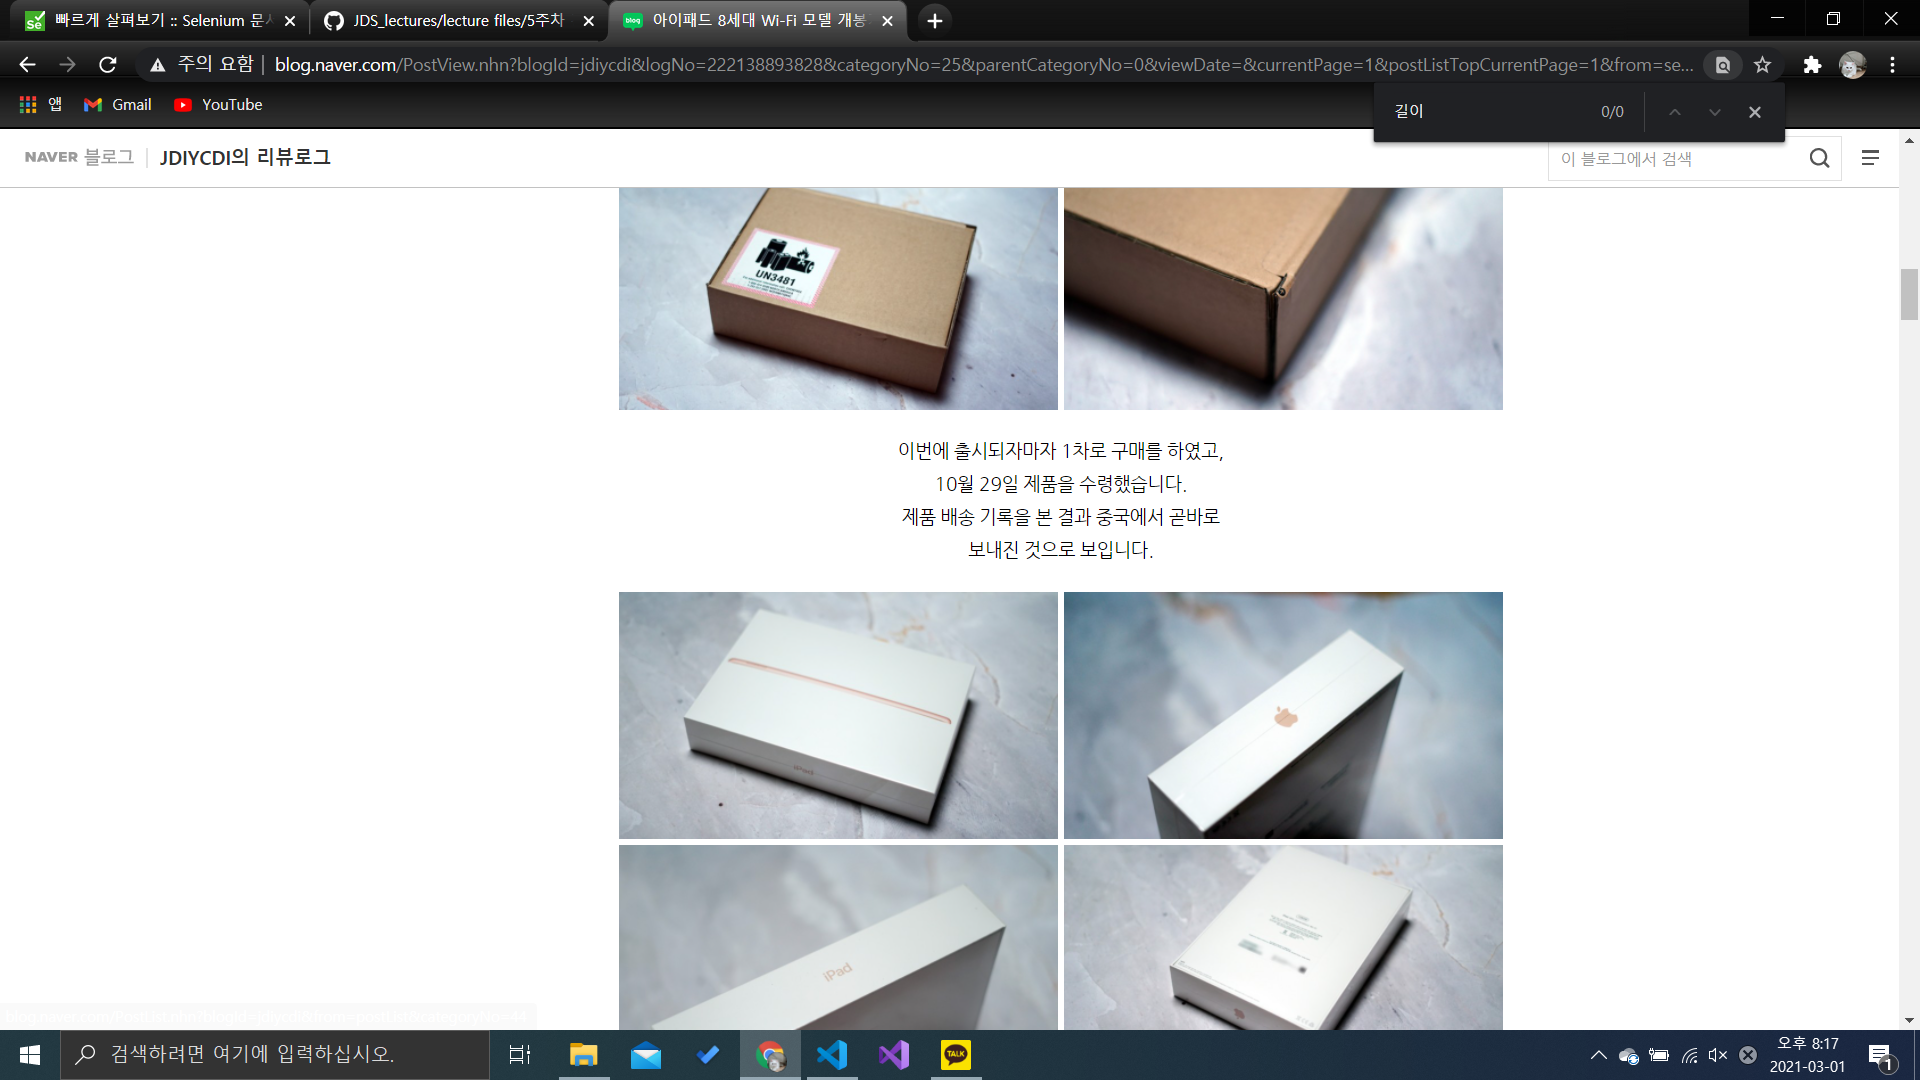 빠르게 살펴보기 :: Selenium 문서
JDS_lectures/lecture files/5주차
아이패드 8세대 Wi-Fi 모델 개봉
주의 요함
blog.naver.com/PostView.nhn?blogId=jdiycdi&logNo=222138893828&categoryNo=25&parentCategoryNo=0&viewDate=&currentPage=1&postListTopCurrentPage=1&from=se...
앱
Gmail
YouTube
길이
0/0
NAVER 블로그
JDIYCDI의 리뷰로그
이 블로그에서 검색
UN3481
이번에 출시되자마자 1차로 구매를 하였고,
10월 29일 제품을 수령했습니다.
제품 배송 기록을 본 결과 중국에서 곧바로
보내진 것으로 보입니다.
iPad
iPad
검색하려면 여기에 입력하십시오.
TALK
오후 8:17
2021-03-01
1